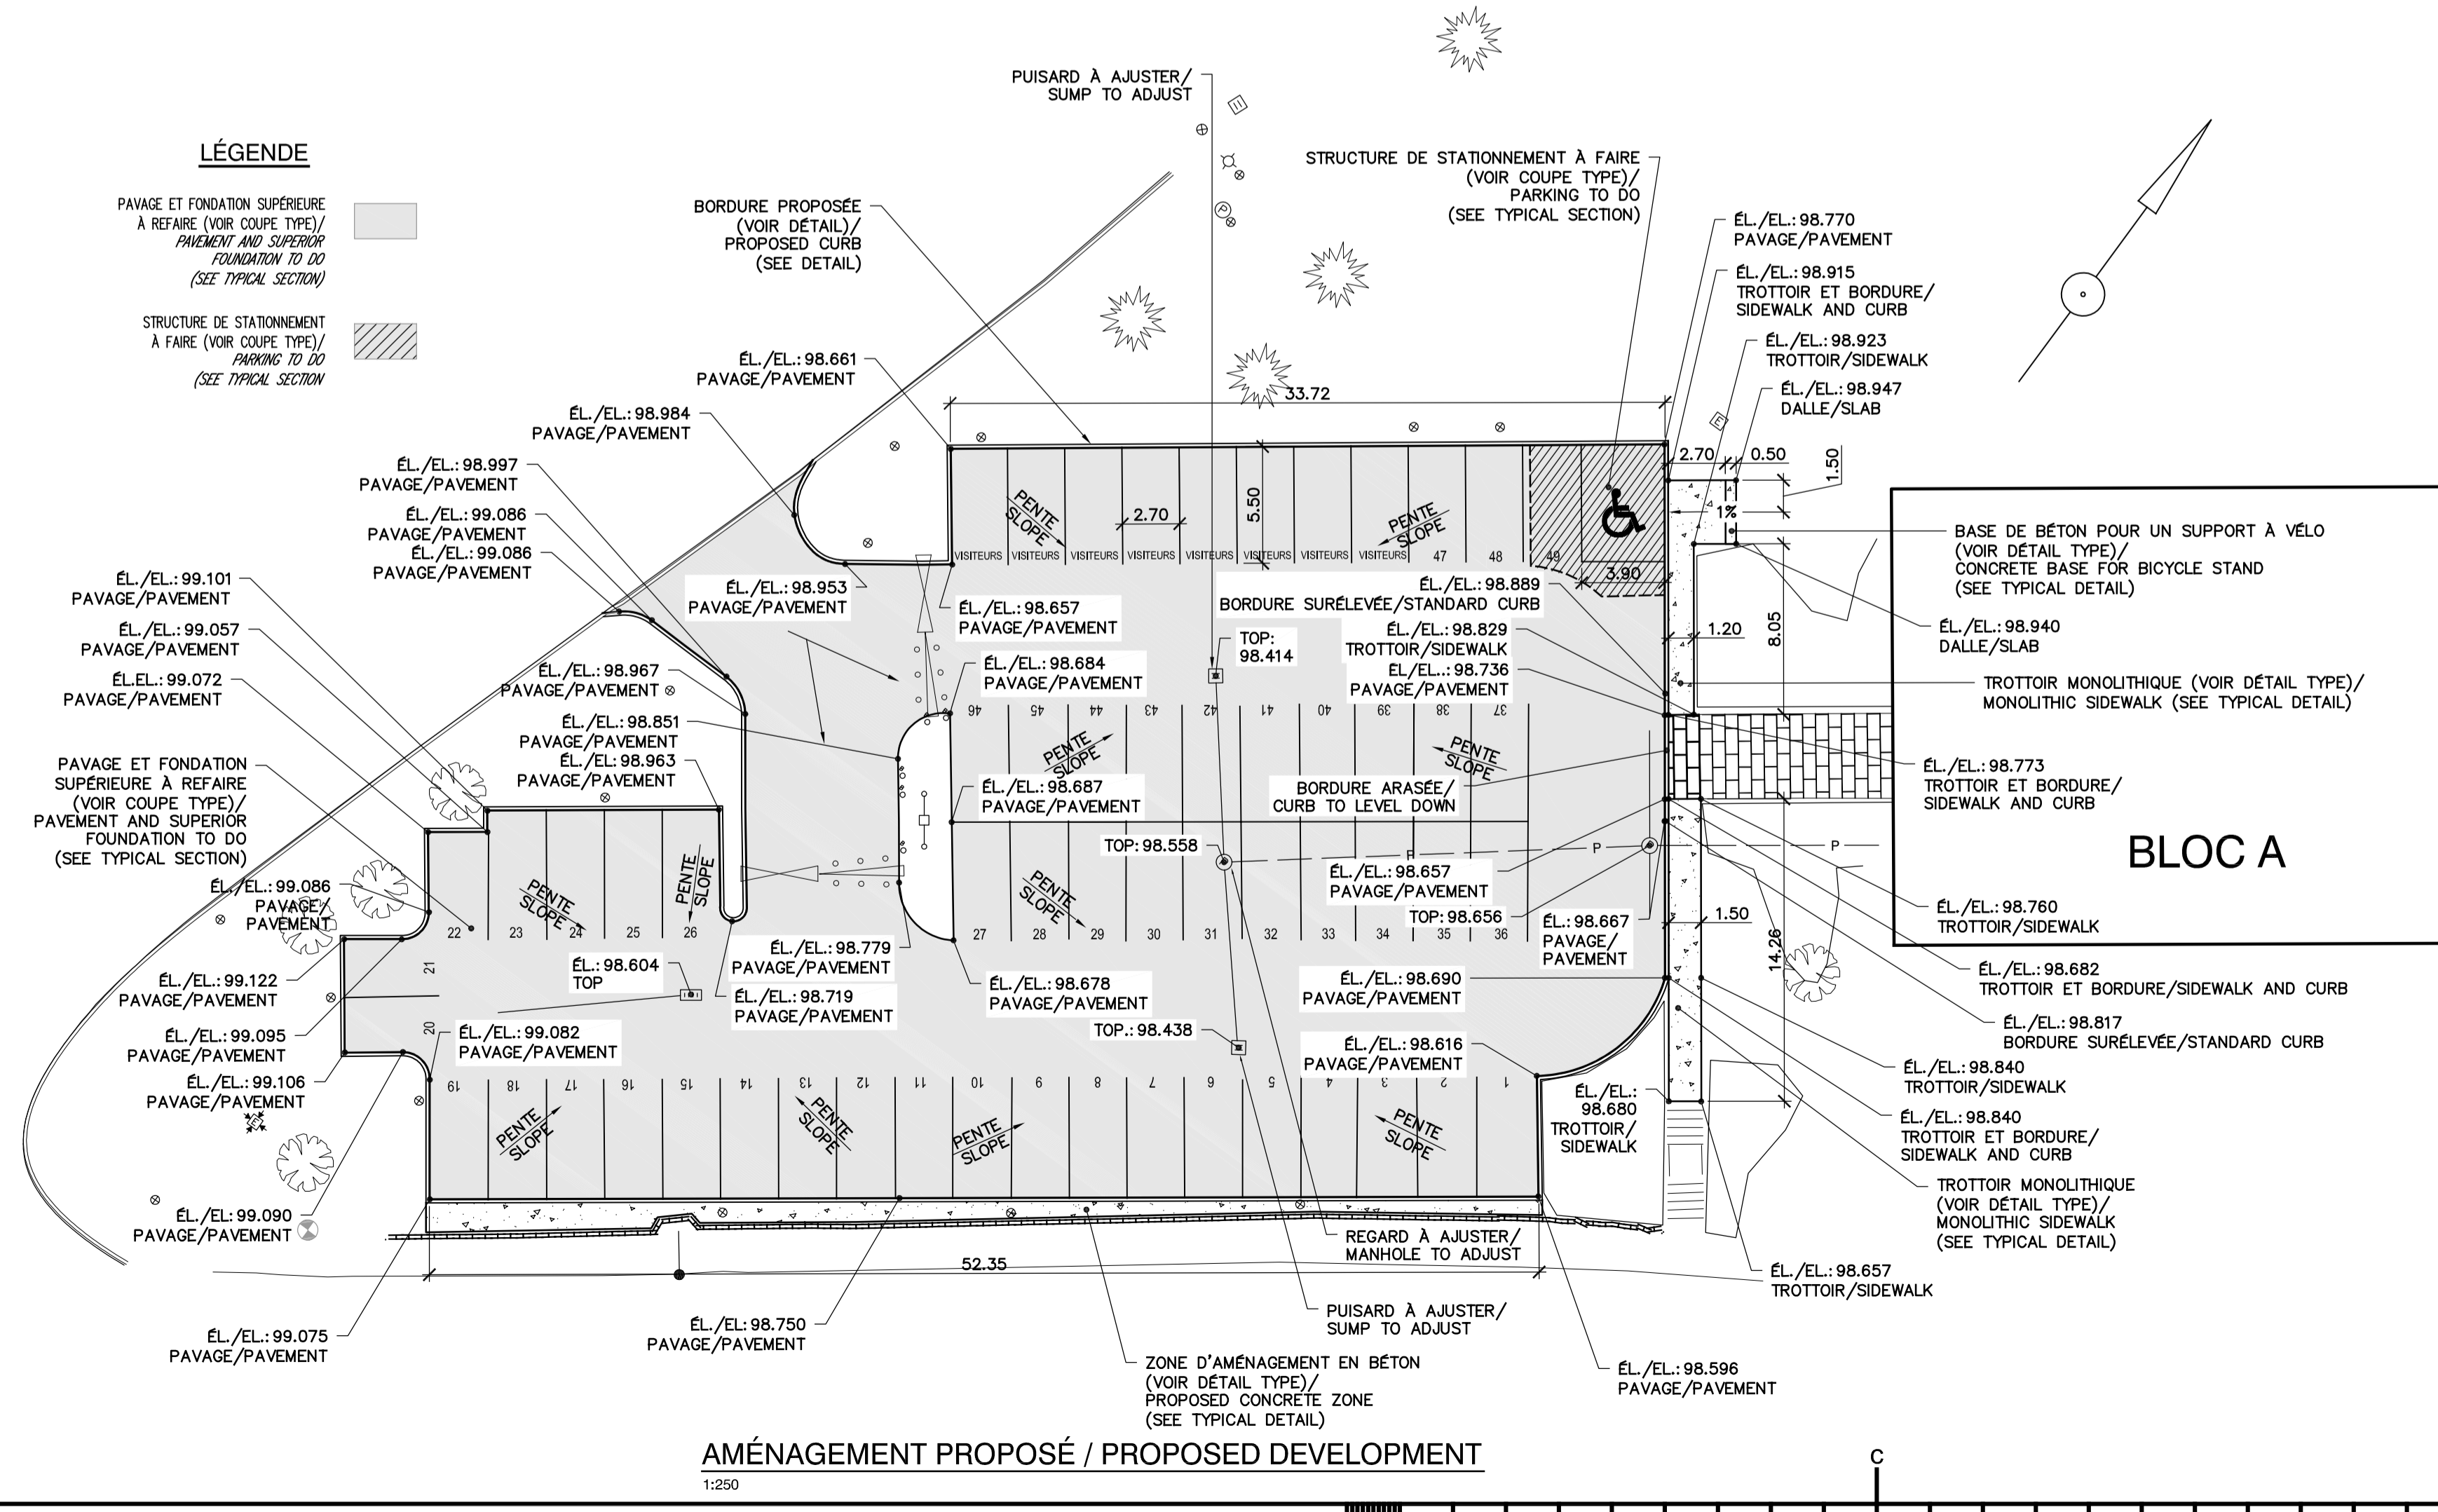 PUISARD À AJUSTER/
SUMP TO ADJUST
LÉGENDE
PAVAGE ET FONDATION SUPÉRIEURE
À REFAIRE (VOIR COUPE TYPE)/
PAVEMENT AND SUPERIOR
FOUNDATION TO DO
(SEE TYPICAL SECTION)
STRUCTURE DE STATIONNEMENT
À FAIRE (VOIR COUPE TYPE)/
PARKING TO DO
(SEE TYPICAL SECTION
STRUCTURE DE STATIONNEMENT À FAIRE
(VOIR COUPE TYPE)/
PARKING TO DO
(SEE TYPICAL SECTION)
BORDURE PROPOSÉE
(VOIR DÉTAIL)/
PROPOSED CURB
(SEE DETAIL)
P
E
ÉL./EL.: 98.770
PAVAGE/PAVEMENT
ÉL./EL.: 98.915
TROTTOIR ET BORDURE/
SIDEWALK AND CURB
ÉL./EL.: 98.923
TROTTOIR/SIDEWALK
ÉL./EL.: 98.947
DALLE/SLAB
ÉL./EL.: 98.661
PAVAGE/PAVEMENT
ÉL./EL.: 98.984
PAVAGE/PAVEMENT
ÉL./EL.: 98.997
PAVAGE/PAVEMENT
ÉL./EL.: 99.086
PAVAGE/PAVEMENT
ÉL./EL.: 99.086
PAVAGE/PAVEMENT
ÉL./EL.: 99.101
PAVAGE/PAVEMENT
ÉL./EL.: 99.057
PAVAGE/PAVEMENT
ÉL.EL.: 99.072
PAVAGE/PAVEMENT
33.72
2.70
0.50
1.50
5.50
2.70
PENTE
SLOPE
PENTE
SLOPE
1%
VISITEURS
VISITEURS
VISITEURS
VISITEURS
VISITEURS
VISITEURS
VISITEURS
VISITEURS
47
48
49
3.90
BASE DE BÉTON POUR UN SUPPORT À VÉLO
(VOIR DÉTAIL TYPE)/
CONCRETE BASE FOR BICYCLE STAND
(SEE TYPICAL DETAIL)
ÉL./EL.: 98.953
PAVAGE/PAVEMENT
ÉL./EL.: 98.657
PAVAGE/PAVEMENT
ÉL./EL.: 98.889
BORDURE SURÉLEVÉE/STANDARD CURB
ÉL./EL.: 98.829
TROTTOIR/SIDEWALK
ÉL/EL..: 98.736
PAVAGE/PAVEMENT
TOP:
98.414
1.20
8.05
ÉL./EL.: 98.940
DALLE/SLAB
TROTTOIR MONOLITHIQUE (VOIR DÉTAIL TYPE)/
MONOLITHIC SIDEWALK (SEE TYPICAL DETAIL)
ÉL./EL.: 98.967
PAVAGE/PAVEMENT
ÉL./EL.: 98.684
PAVAGE/PAVEMENT
ÉL./EL.: 98.851
PAVAGE/PAVEMENT
ÉL./EL: 98.963
PAVAGE/PAVEMENT
46
45
44
43
42
41
40
39
38
37
PENTE
SLOPE
PENTE
SLOPE
ÉL./EL.: 98.687
PAVAGE/PAVEMENT
BORDURE ARASÉE/
CURB TO LEVEL DOWN
ÉL./EL.: 98.773
TROTTOIR ET BORDURE/
SIDEWALK AND CURB
PAVAGE ET FONDATION
SUPÉRIEURE À REFAIRE
(VOIR COUPE TYPE)/
PAVEMENT AND SUPERIOR
FOUNDATION TO DO
(SEE TYPICAL SECTION)
TOP: 98.558
P
P
P
BLOC A
ÉL./EL.: 98.657
PAVAGE/PAVEMENT
TOP: 98.656
ÉL./EL.: 99.086
PAVAGE/
PAVEMENT
PENTE
SLOPE
PENTE
SLOPE
PENTE
SLOPE
22
23
24
25
26
27
28
29
30
31
32
33
34
35
36
ÉL.: 98.667
PAVAGE/
PAVEMENT
1.50
14.26
ÉL./EL.: 98.760
TROTTOIR/SIDEWALK
ÉL./EL.: 98.682
TROTTOIR ET BORDURE/SIDEWALK AND CURB
ÉL./EL.: 98.817
BORDURE SURÉLEVÉE/STANDARD CURB
ÉL./EL.: 98.779
PAVAGE/PAVEMENT
21
20
ÉL.: 98.604
TOP
ÉL./EL.: 98.719
PAVAGE/PAVEMENT
ÉL./EL.: 98.678
PAVAGE/PAVEMENT
ÉL./EL.: 98.690
PAVAGE/PAVEMENT
ÉL./EL.: 99.122
PAVAGE/PAVEMENT
ÉL./EL.: 99.095
PAVAGE/PAVEMENT
ÉL./EL.: 99.106
PAVAGE/PAVEMENT
ÉL./EL.: 99.082
PAVAGE/PAVEMENT
TOP.: 98.438
ÉL./EL.: 98.616
PAVAGE/PAVEMENT
ÉL./EL.: 98.840
TROTTOIR/SIDEWALK
ÉL./EL.: 98.840
TROTTOIR ET BORDURE/
SIDEWALK AND CURB
19
18
17
16
15
14
13
12
11
10
9
8
7
6
5
4
3
2
1
PENTE
SLOPE
PENTE
SLOPE
PENTE
SLOPE
PENTE
SLOPE
ÉL./EL.:
98.680
TROTTOIR/
SIDEWALK
TROTTOIR MONOLITHIQUE
(VOIR DÉTAIL TYPE)/
MONOLITHIC SIDEWALK
(SEE TYPICAL DETAIL)
ÉL./EL: 99.090
PAVAGE/PAVEMENT
REGARD À AJUSTER/
MANHOLE TO ADJUST
52.35
ÉL./EL.: 98.657
TROTTOIR/SIDEWALK
ÉL./EL.: 99.075
PAVAGE/PAVEMENT
ÉL./EL: 98.750
PAVAGE/PAVEMENT
PUISARD À AJUSTER/
SUMP TO ADJUST
ZONE D'AMÉNAGEMENT EN BÉTON
(VOIR DÉTAIL TYPE)/
PROPOSED CONCRETE ZONE
(SEE TYPICAL DETAIL)
ÉL./EL.: 98.596
PAVAGE/PAVEMENT
AMÉNAGEMENT PROPOSÉ / PROPOSED DEVELOPMENT
1:250
C